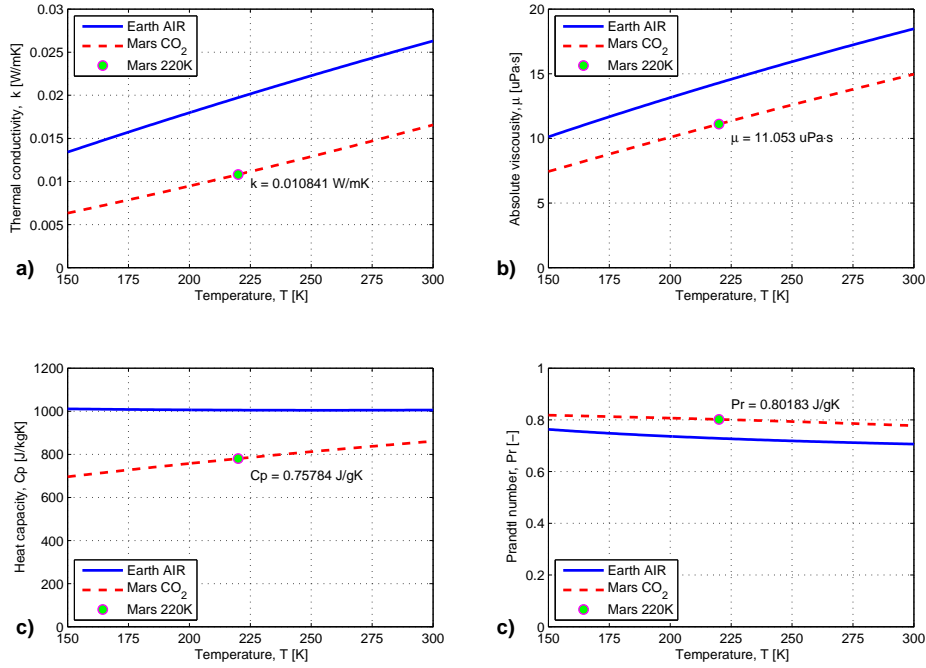 Earth AIR
Mars CO2
Mars 220K
0.03
0.025
0.02
0.015
0.01
0.005
0
Thermal conductivity, k [W/mK]
k = 0.010841 W/mK
a)
150 175 200 225 250 275 300
Temperature, T [K]
Earth AIR
Mars CO2
Mars 220K
20
15
10
5
0
Absolute viscousity, μ [uPa·s]
μ = 11.053 uPa·s
b)
150 175 200 225 250 275 300
Temperature, T [K]
1200
1000
800
600
400
200
0
Heat capacity, Cp [J/kgK]
Cp = 0.75784 J/gK
Earth AIR
Mars CO2
Mars 220K
c)
150 175 200 225 250 275 300
Temperature, T [K]
1
0.8
0.6
0.4
0.2
0
Prandtl number, Pr [−]
Pr = 0.80183 J/gK
Earth AIR
Mars CO2
Mars 220K
c)
150 175 200 225 250 275 300
Temperature, T [K]